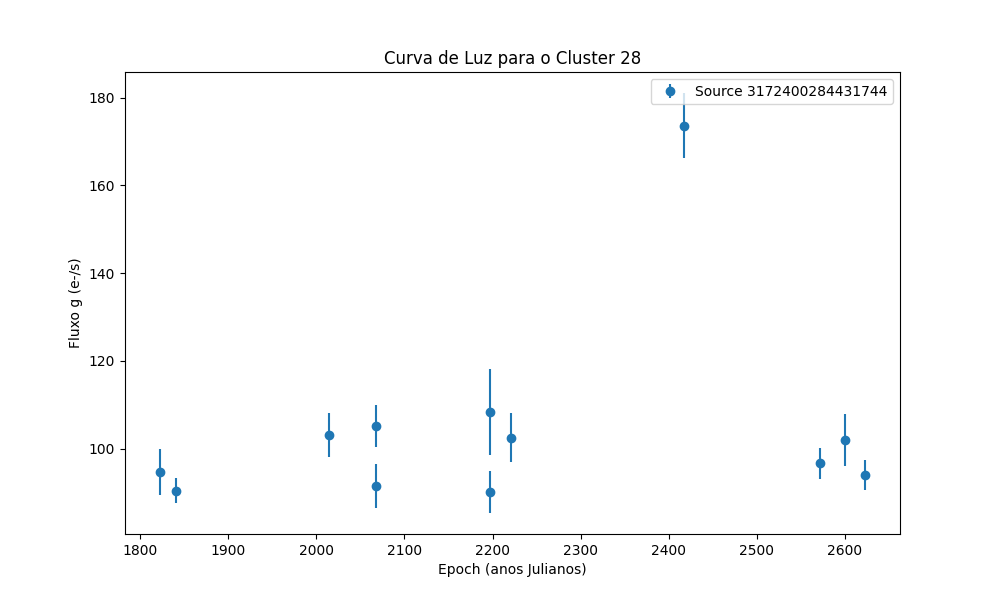 Curva de Luz para o Cluster 28
Source 3172400284431744
180
160
140
120
100
Fluxo g (e-/s)
1800 1900 2000 2100 2200 2300 2400 2500 2600
Epoch (anos Julianos)